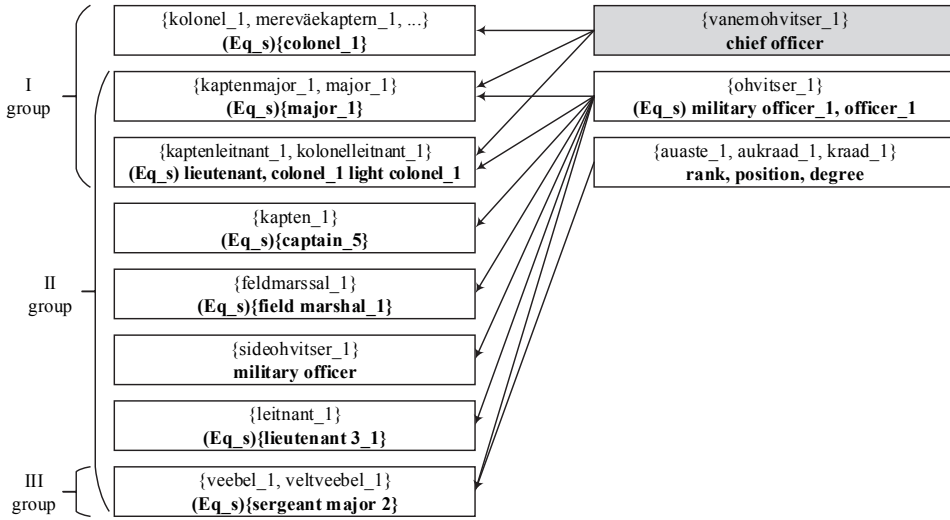 {kolonel_1, mereväekaptern_1, ...}
(Eq_s){colonel_1}
{vanemohvitser_1}
chief officer
I
group
{kaptenmajor_1, major_1}
(Eq_s){major_1}
{ohvitser_1}
(Eq_s) military officer_1, officer_1
{kaptenleitnant_1, kolonelleitnant_1}
(Eq_s) lieutenant, colonel_1 light colonel_1
{auaste_1, aukraad_1, kraad_1}
rank, position, degree
{kapten_1}
(Eq_s){captain_5}
II
group
{feldmarssal_1}
(Eq_s){field marshal_1}
{sideohvitser_1}
military officer
{leitnant_1}
(Eq_s){lieutenant 3_1}
III
group
{veebel_1, veltveebel_1}
(Eq_s){sergeant major 2}